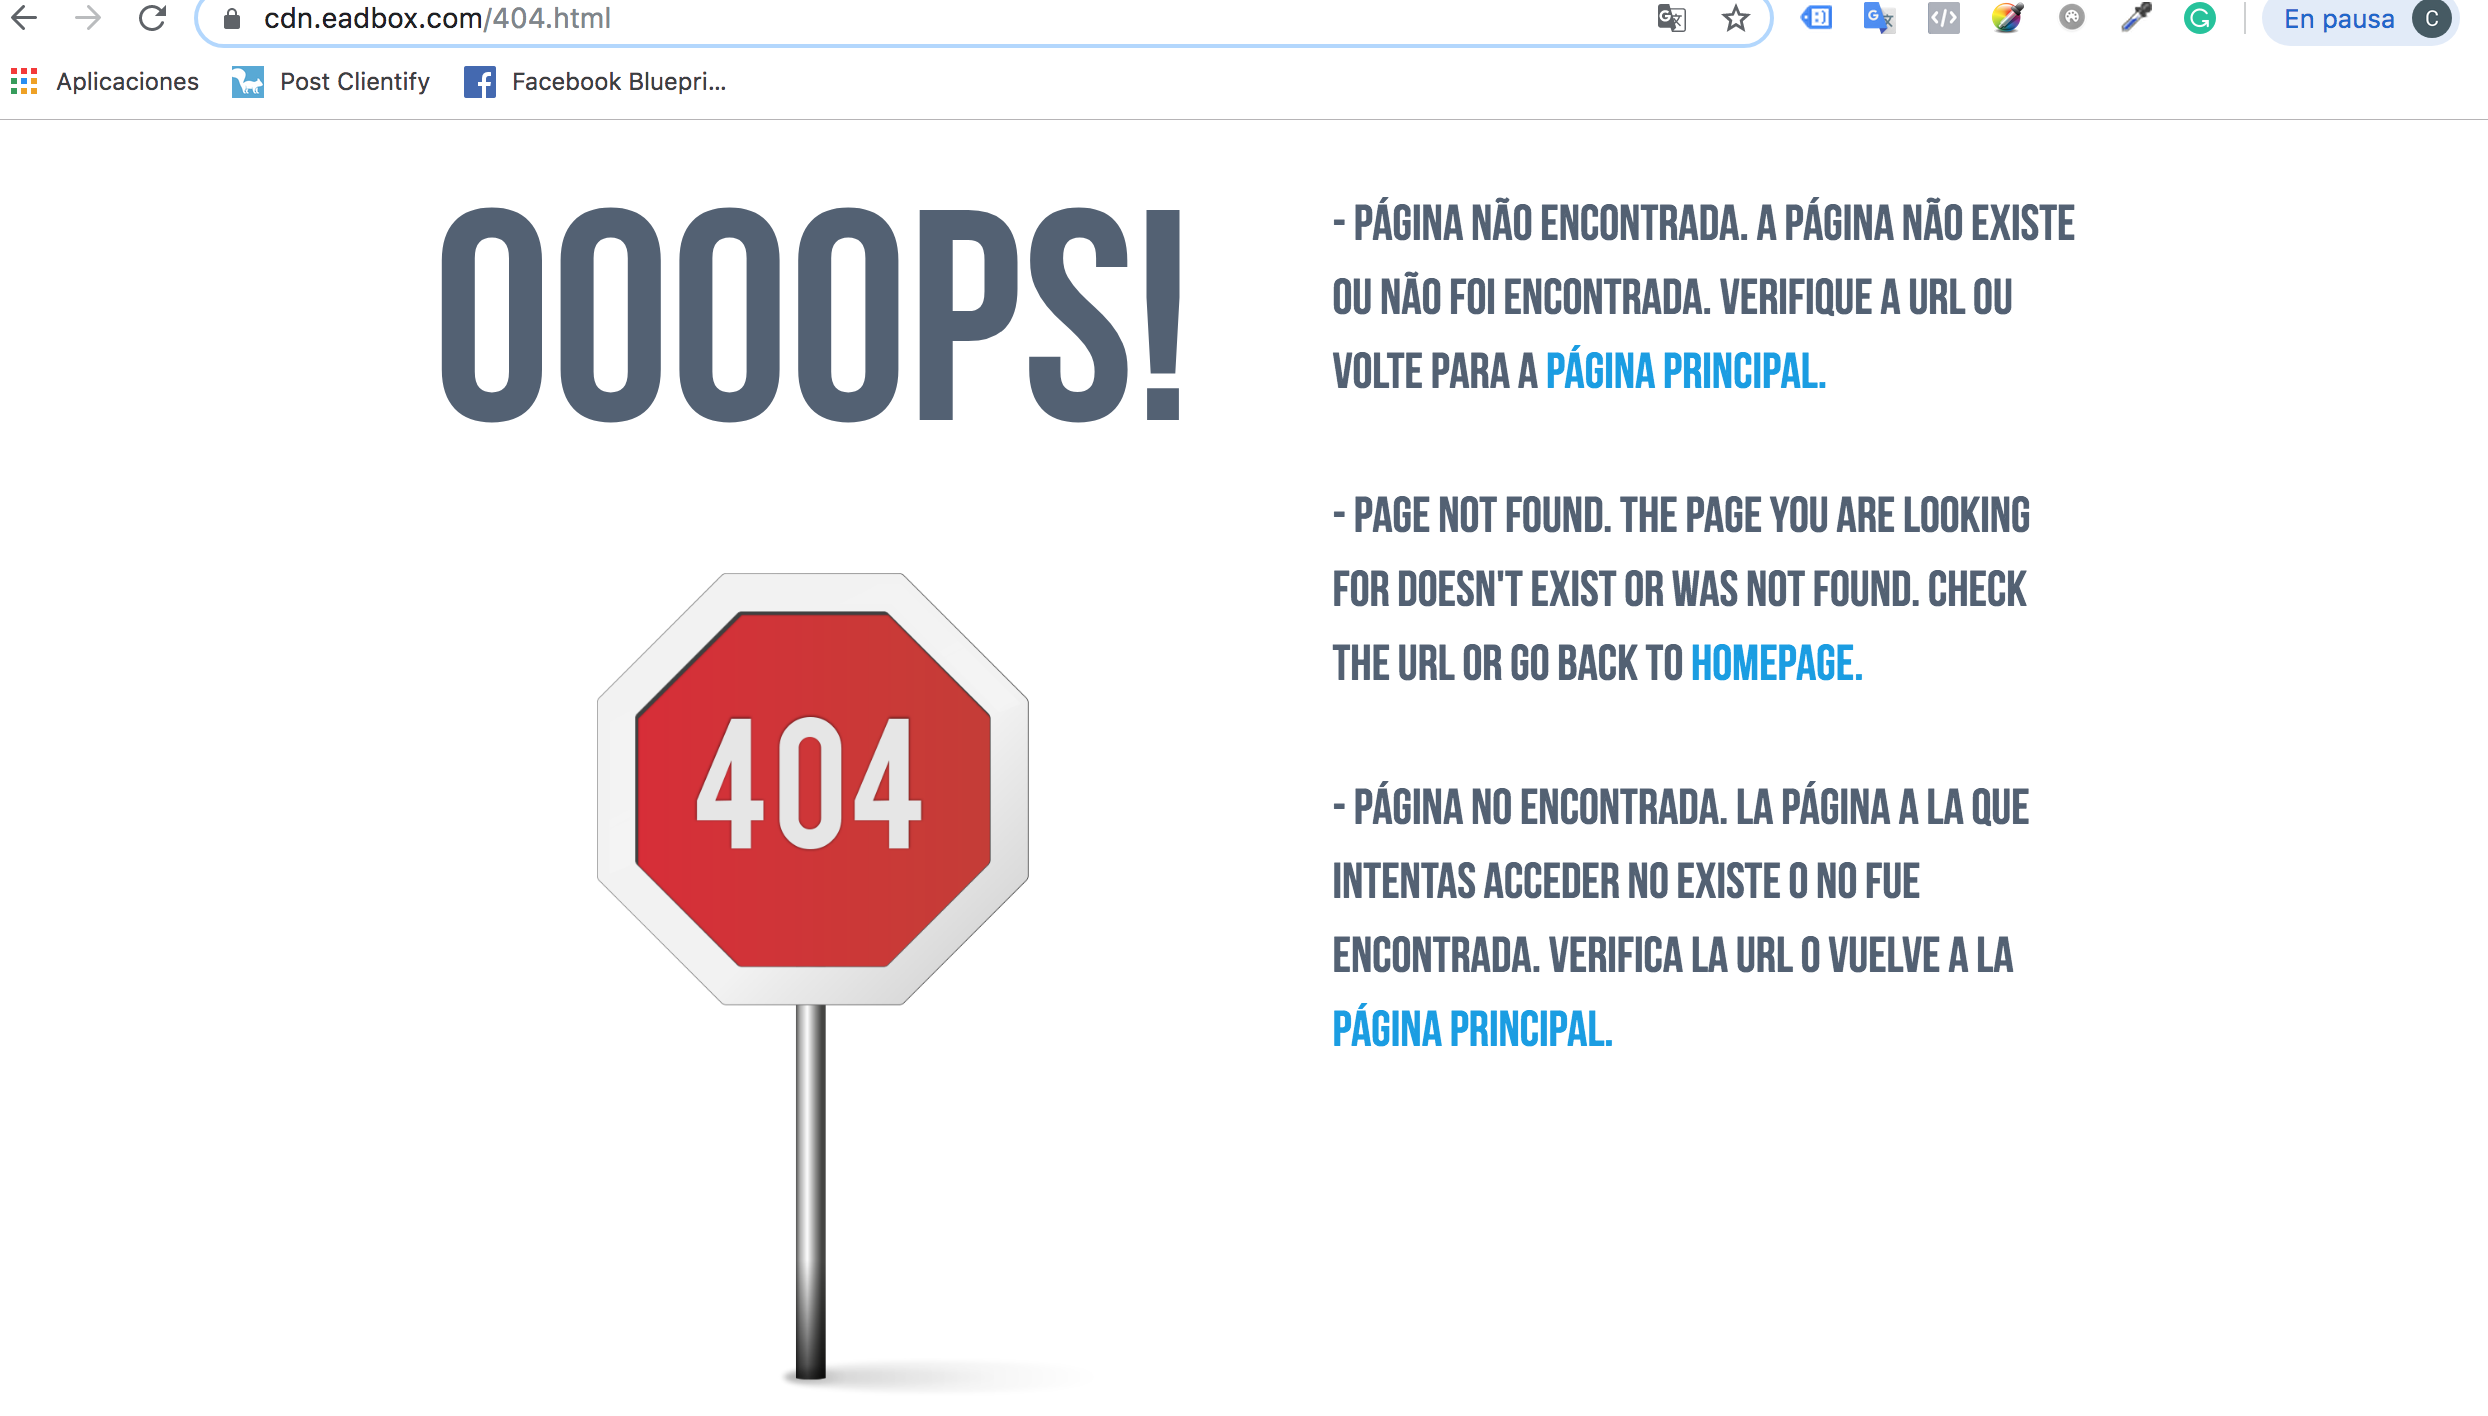 cdn.eadbox.com/404.html
En pausa
C
Aplicaciones
Post Clientify
Facebook Bluepri...
OOOOPS!
- PÁGINA NÃO ENCONTRADA. A PÁGINA NÃO EXISTE
OU NÃO FOI ENCONTRADA. VERIFIQUE A URL OU
VOLTE PARA A PÁGINA PRINCIPAL.
- PAGE NOT FOUND. THE PAGE YOU ARE LOOKING
FOR DOESN'T EXIST OR WAS NOT FOUND. CHECK
THE URL OR GO BACK TO HOMEPAGE.
- PÁGINA NO ENCONTRADA. LA PÁGINA A LA QUE
INTENTAS ACCEDER NO EXISTE O NO FUE
ENCONTRADA. VERIFICA LA URL O VUELVE A LA
PÁGINA PRINCIPAL.
404